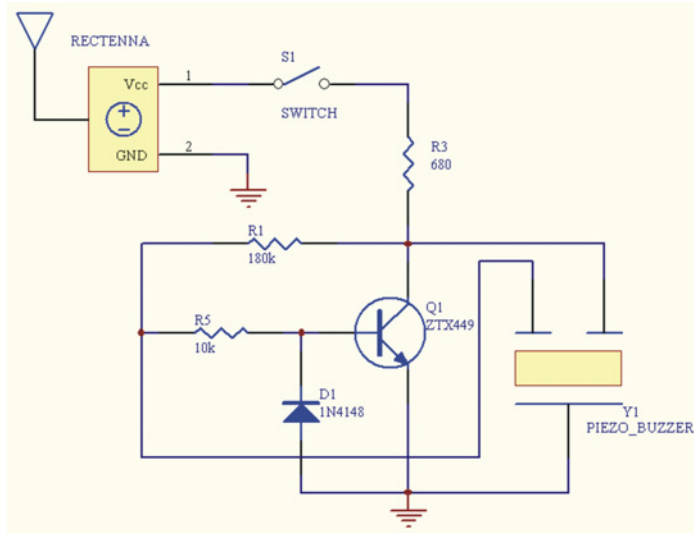 RECTENNA
Vcc
1
GND
2
S1
SWITCH
R3
680
R1
180k
R5
10k
Q1
ZTX449
D1
1N4148
Y1
PIEZO_BUZZER